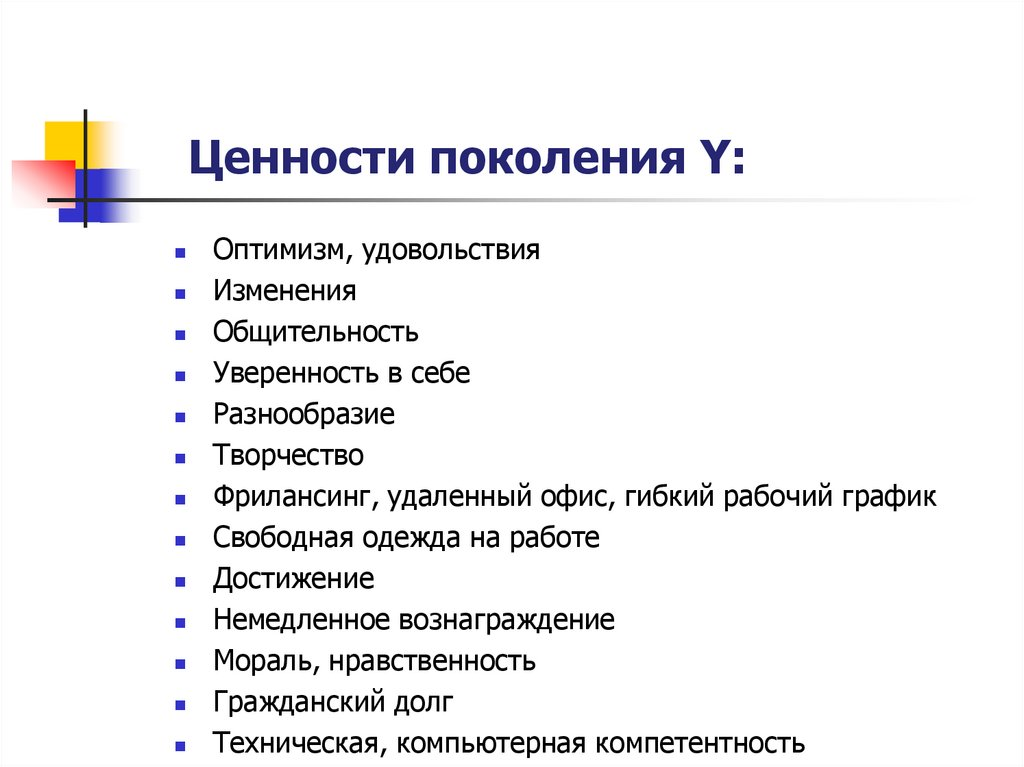 Ценности поколения Y:
Оптимизм, удовольствия
Изменения
Общительность
Уверенность в себе
Разнообразие
Творчество
Фрилансинг, удаленный офис, гибкий рабочий график
Свободная одежда на работе
Достижение
Немедленное вознаграждение
Мораль, нравственность
Гражданский долг
Техническая, компьютерная компетентность